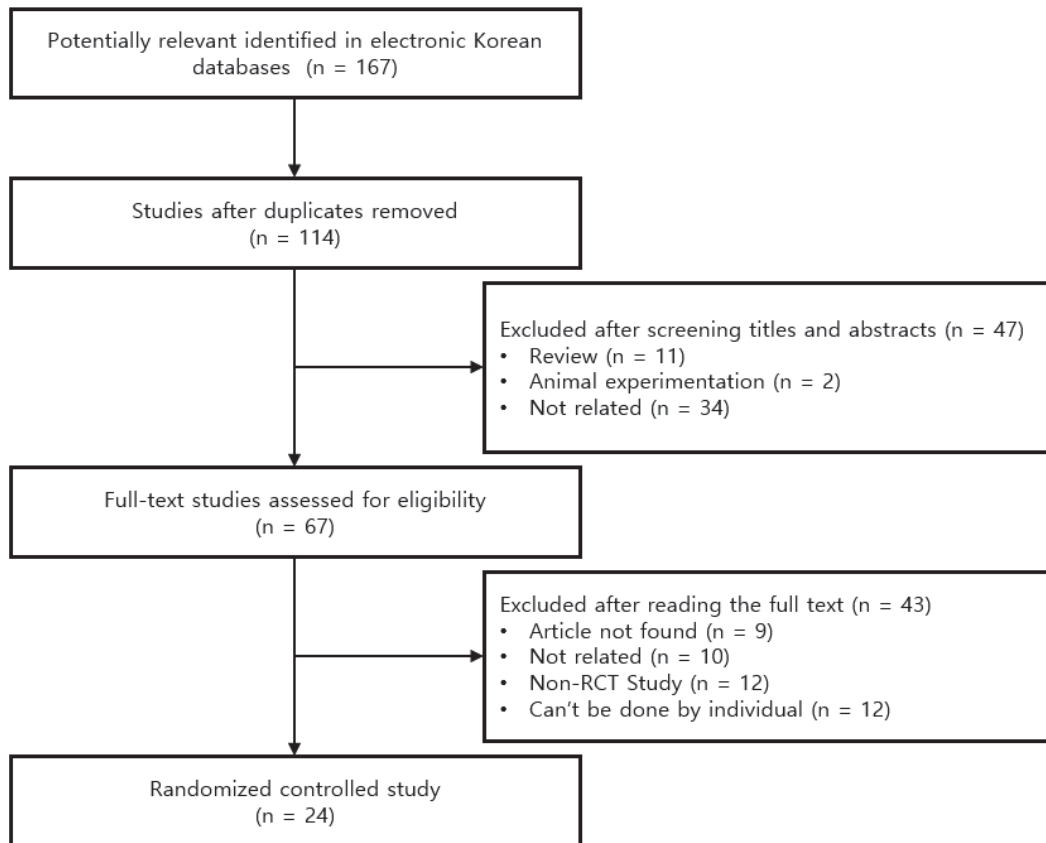 Potentially relevant identified in electronic Korean
databases (n = 167)
Studies after duplicates removed
(n = 114)
Excluded after screening titles and abstracts (n = 47)
• Review (n = 11)
• Animal experimentation (n = 2)
• Not related (n = 34)
Full-text studies assessed for eligibility
(n = 67)
Excluded after reading the full text (n = 43)
• Article not found (n = 9)
• Not related (n = 10)
• Non-RCT Study (n = 12)
• Can't be done by individual (n = 12)
Randomized controlled study
(n = 24)